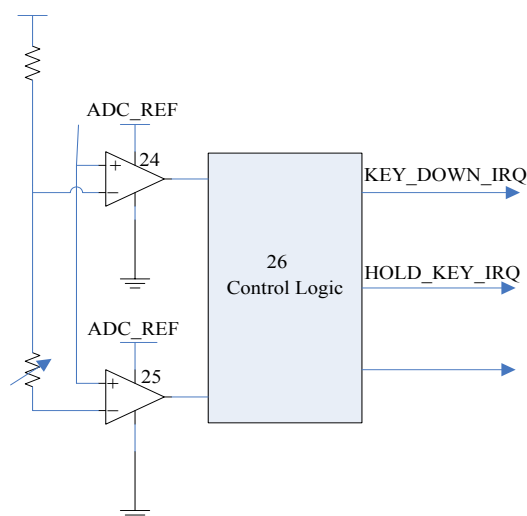 ADC_REF
24
+
−
KEY_DOWN_IRQ
26
Control Logic
HOLD_KEY_IRQ
ADC_REF
25
+
−